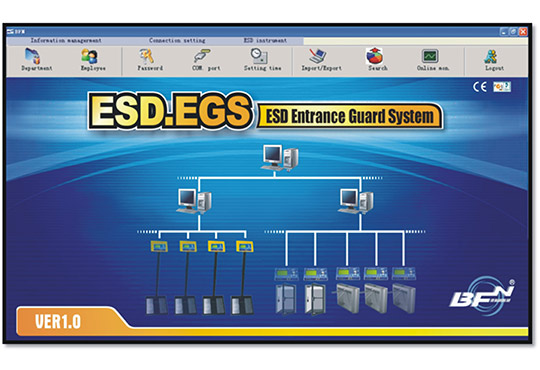 BFN
Information management Connection setting ESD instrument
Department Employee Password COM. port Setting time Import/Export Search Online mon. Logout
CE
ESD.EGS ESD Entrance Guard System
BFN ®
VER1.0